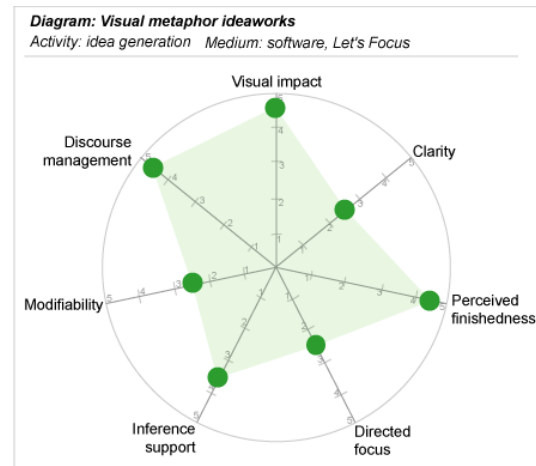 Diagram: Visual metaphor ideaworks
Activity: idea generation   Medium: software, Let's Focus
Visual impact
Discourse
management
Clarity
Modifiability
Perceived
finishedness
Inference
support
Directed
focus